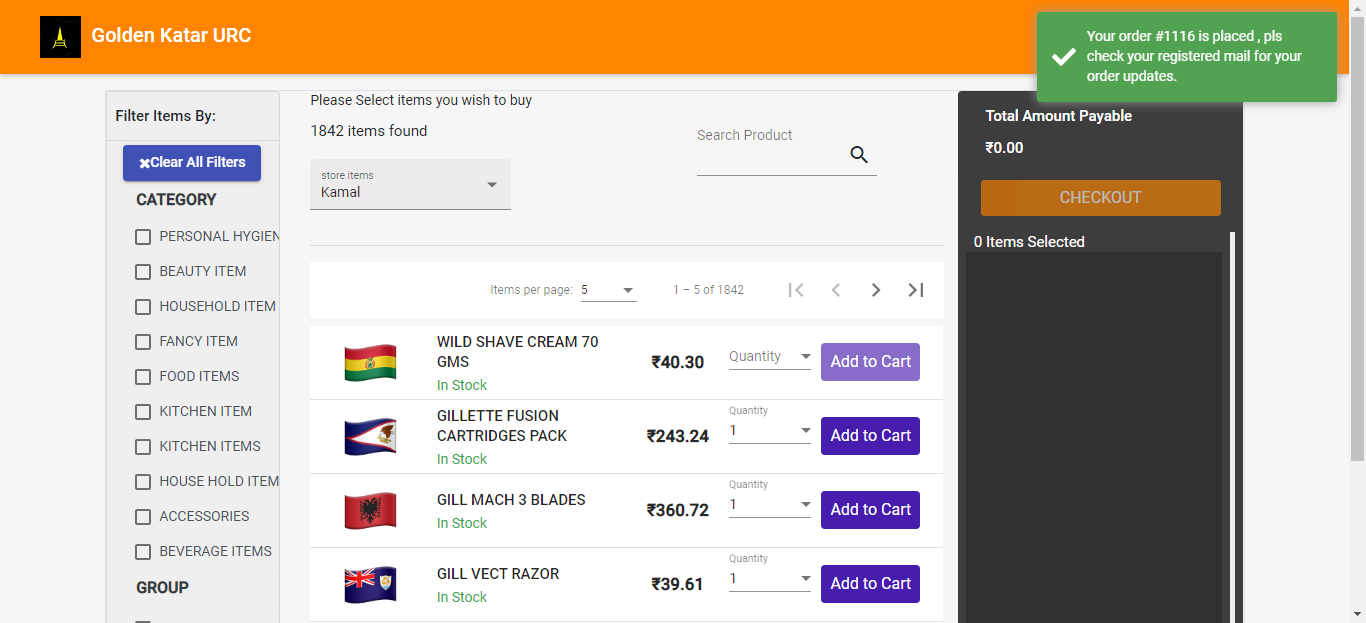 Golden Katar URC
Your order #1116 is placed , pls
check your registered mail for your
order updates.
Filter Items By:
Clear All Filters
CATEGORY
PERSONAL HYGIEN
BEAUTY ITEM
HOUSEHOLD ITEM
FANCY ITEM
FOOD ITEMS
KITCHEN ITEM
KITCHEN ITEMS
HOUSE HOLD ITEM
ACCESSORIES
BEVERAGE ITEMS
GROUP
Please Select items you wish to buy
1842 items found
Search Product
store items
Kamal
Items per page: 5
1 – 5 of 1842
WILD SHAVE CREAM 70
GMS
In Stock
₹40.30
Quantity
Add to Cart
GILLETTE FUSION
CARTRIDGES PACK
In Stock
₹243.24
Quantity
1
Add to Cart
GILL MACH 3 BLADES
In Stock
₹360.72
Quantity
1
Add to Cart
GILL VECT RAZOR
In Stock
₹39.61
Quantity
1
Add to Cart
Total Amount Payable
₹0.00
CHECKOUT
0 Items Selected